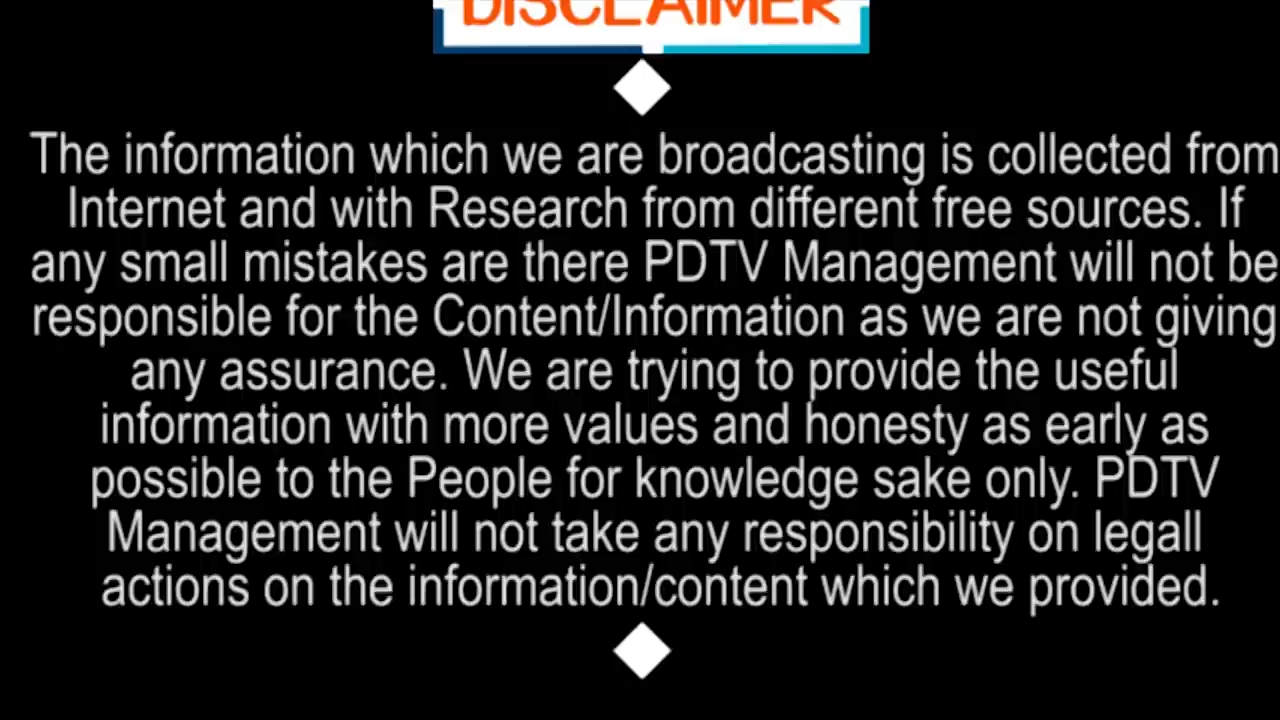 DISCLAIMER
The information which we are broadcasting is collected from
Internet and with Research from different free sources. If
any small mistakes are there PDTV Management will not be
responsible for the Content/Information as we are not giving
any assurance. We are trying to provide the useful
information with more values and honesty as early as
possible to the People for knowledge sake only. PDTV
Management will not take any responsibility on legall
actions on the information/content which we provided.